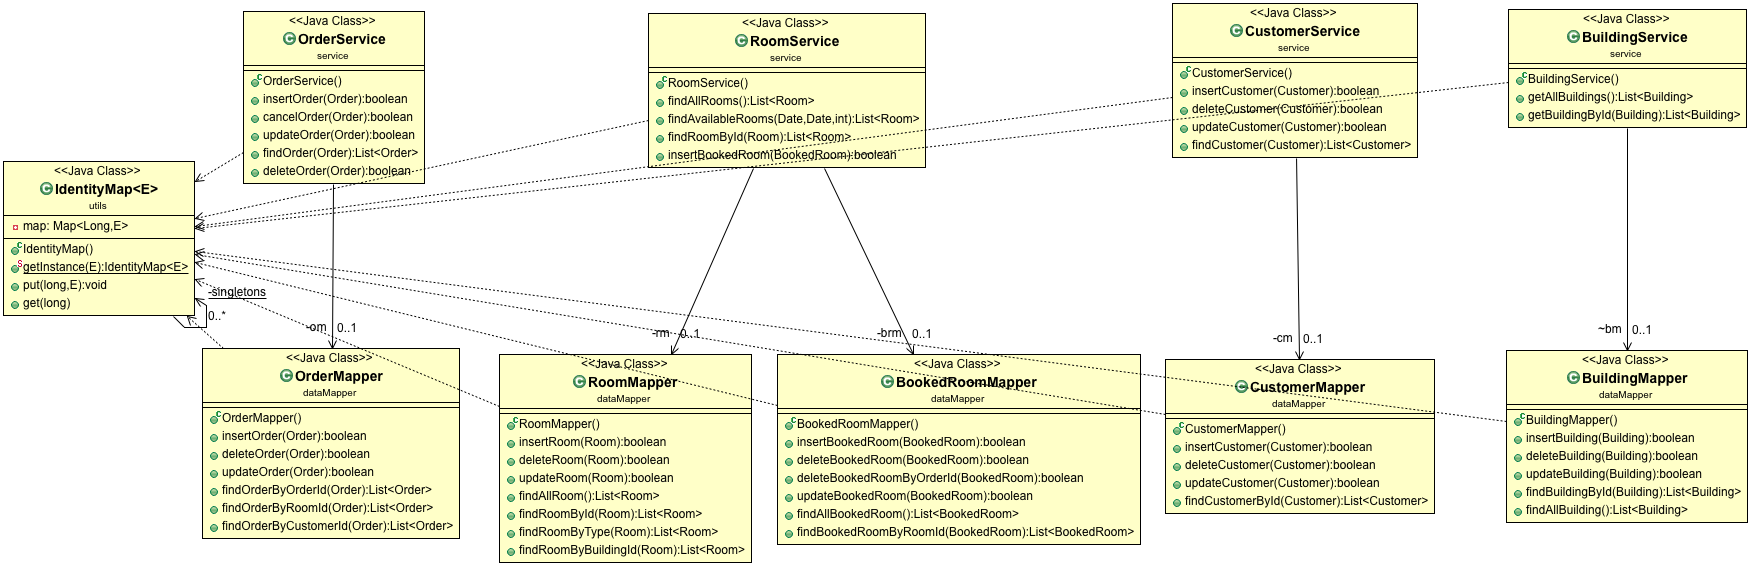 <<Java Class>>
OrderService
service
OrderService()
insertOrder(Order):boolean
cancelOrder(Order):boolean
updateOrder(Order):boolean
findOrder(Order):List<Order>
deleteOrder(Order):boolean
<<Java Class>>
RoomService
service
RoomService()
findAllRooms():List<Room>
findAvailableRooms(Date,Date,int):List<Room>
findRoomById(Room):List<Room>
insertBookedRoom(BookedRoom):boolean
<<Java Class>>
CustomerService
service
CustomerService()
insertCustomer(Customer):boolean
deleteCustomer(Customer):boolean
updateCustomer(Customer):boolean
findCustomer(Customer):List<Customer>
<<Java Class>>
BuildingService
service
BuildingService()
getAllBuildings():List<Building>
getBuildingById(Building):List<Building>
<<Java Class>>
IdentityMap<E>
utils
map: Map<Long,E>
IdentityMap()
getInstance(E):IdentityMap<E>
put(long,E):void
get(long)
-singletons
0..*
-om 0..1
-rm 0..1
-brm 0..1
-cm 0..1
~bm 0..1
<<Java Class>>
OrderMapper
dataMapper
OrderMapper()
insertOrder(Order):boolean
deleteOrder(Order):boolean
updateOrder(Order):boolean
findOrderByOrderId(Order):List<Order>
findOrderByRoomId(Order):List<Order>
findOrderByCustomerId(Order):List<Order>
<<Java Class>>
RoomMapper
dataMapper
RoomMapper()
insertRoom(Room):boolean
deleteRoom(Room):boolean
updateRoom(Room):boolean
findAllRoom():List<Room>
findRoomById(Room):List<Room>
findRoomByType(Room):List<Room>
findRoomByBuildingId(Room):List<Room>
<<Java Class>>
BookedRoomMapper
dataMapper
BookedRoomMapper()
insertBookedRoom(BookedRoom):boolean
deleteBookedRoom(BookedRoom):boolean
deleteBookedRoomByOrderId(BookedRoom):boolean
updateBookedRoom(BookedRoom):boolean
findAllBookedRoom():List<BookedRoom>
findBookedRoomByRoomId(BookedRoom):List<BookedRoom>
<<Java Class>>
CustomerMapper
dataMapper
CustomerMapper()
insertCustomer(Customer):boolean
deleteCustomer(Customer):boolean
updateCustomer(Customer):boolean
findCustomerById(Customer):List<Customer>
<<Java Class>>
BuildingMapper
dataMapper
BuildingMapper()
insertBuilding(Building):boolean
deleteBuilding(Building):boolean
updateBuilding(Building):boolean
findBuildingById(Building):List<Building>
findAllBuilding():List<Building>